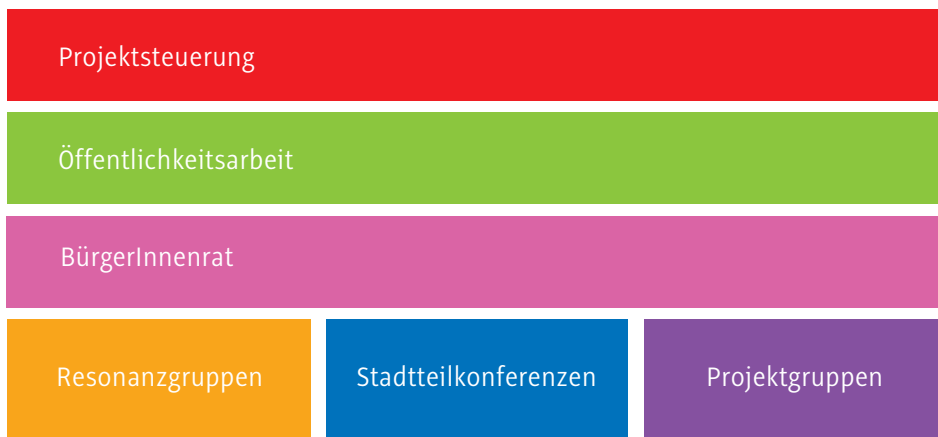 Projektsteuerung
Öffentlichkeitsarbeit
BürgerInnenrat
Resonanzgruppen
Stadtteilkonferenzen
Projektgruppen